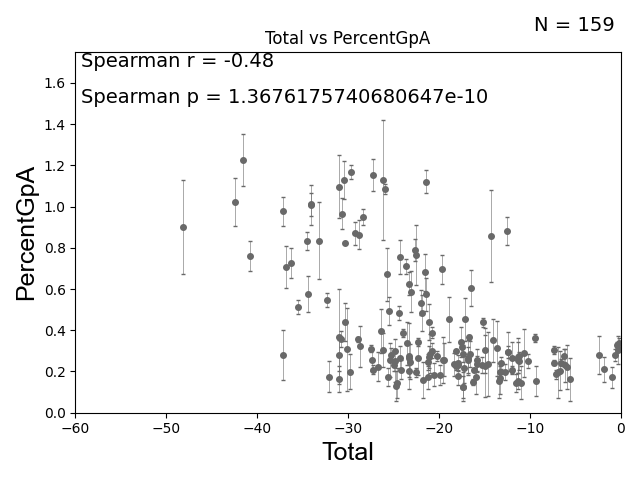 N = 159
Total vs PercentGpA
Spearman r = -0.48
Spearman p = 1.3676175740680647e-10
PercentGpA
1.6
1.4
1.2
1.0
0.8
0.6
0.4
0.2
0.0
−60 −50 −40 −30 −20 −10 0
Total